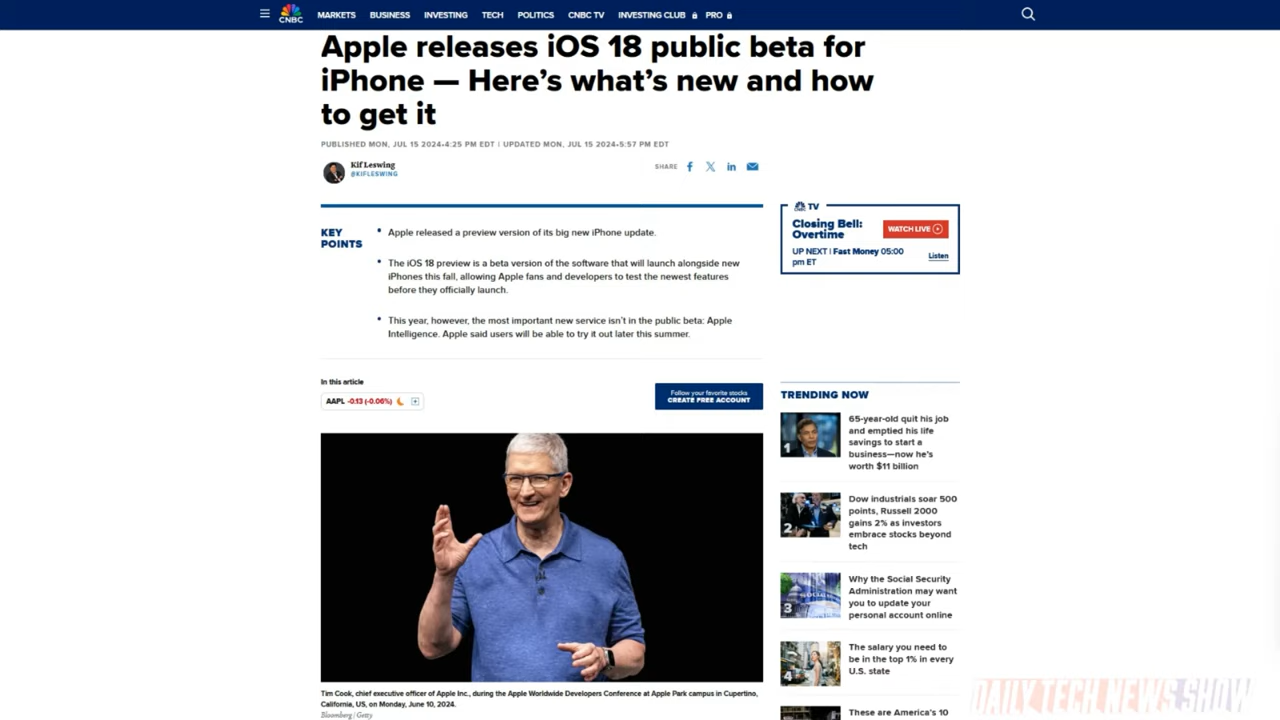 CNBC
MARKETS
BUSINESS
INVESTING
TECH
POLITICS
CNBC TV
INVESTING CLUB
PRO
Apple releases iOS 18 public beta for
iPhone — Here’s what’s new and how
to get it
PUBLISHED MON, JUL 15 2024•4:25 PM EDT | UPDATED MON, JUL 15 2024•5:57 PM EDT
Kif Leswing
@KIFLESWING
SHARE
KEY
POINTS
Apple released a preview version of its big new iPhone update.
The iOS 18 preview is a beta version of the software that will launch alongside new
iPhones this fall, allowing Apple fans and developers to test the newest features
before they officially launch.
This year, however, the most important new service isn’t in the public beta: Apple
Intelligence. Apple said users will be able to try it out later this summer.
In this article
AAPL -0.13 (-0.06%)
Follow your favorite stocks
CREATE FREE ACCOUNT
Tim Cook, chief executive officer of Apple Inc., during the Apple Worldwide Developers Conference at Apple Park campus in Cupertino,
California, US, on Monday, June 10, 2024.
Bloomberg | Getty
CNBC TV
Closing Bell:
Overtime
WATCH LIVE
UP NEXT | Fast Money 05:00
pm ET
Listen
TRENDING NOW
1
65-year-old quit his job
and emptied his life
savings to start a
business—now he’s
worth $11 billion
2
Dow industrials soar 500
points, Russell 2000
gains 2% as investors
embrace stocks beyond
tech
3
Why the Social Security
Administration may want
you to update your
personal account online
4
The salary you need to
be in the top 1% in every
U.S. state
These are America’s 10
DAILY TECH NEWS SHOW